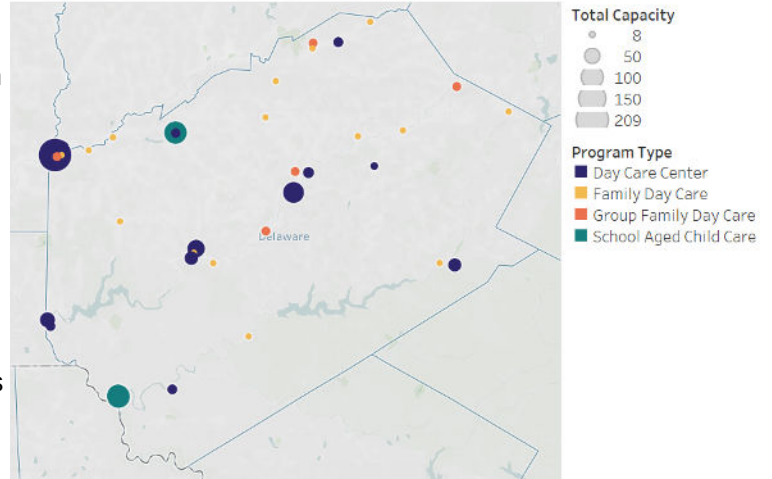 Total Capacity
8
50
100
150
209
Program Type
Day Care Center
Family Day Care
Group Family Day Care
School Aged Child Care
Delaware
s